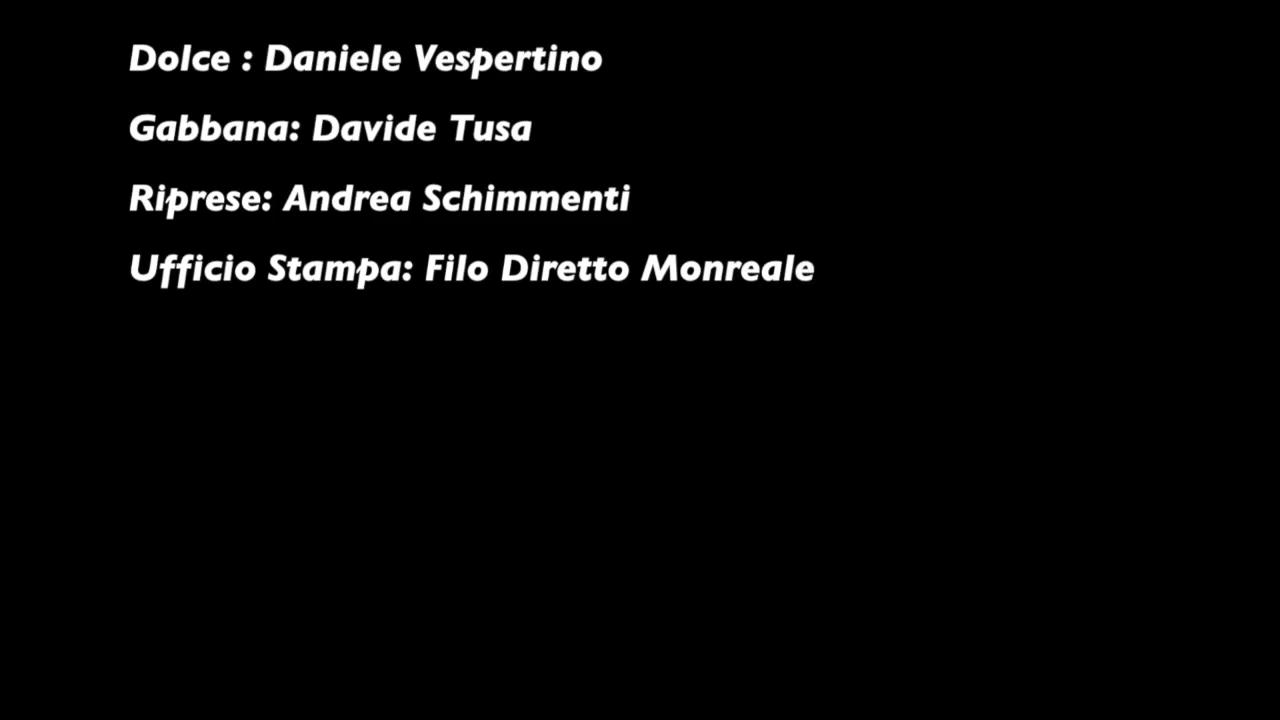 Dolce : Daniele Vespertino
Gabbana: Davide Tusa
Riprese: Andrea Schimmenti
Ufficio Stampa: Filo Diretto Monreale